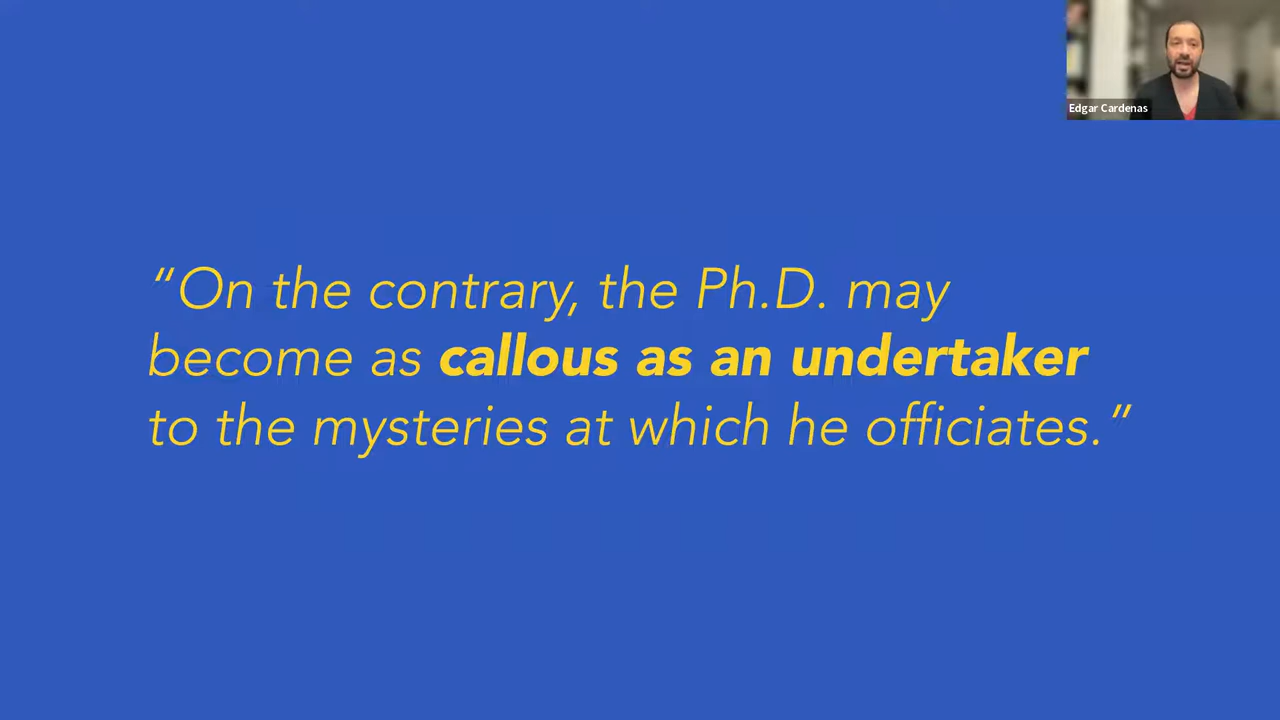 Edgar Cardenas
“On the contrary, the Ph.D. may
become as callous as an undertaker
to the mysteries at which he officiates.”